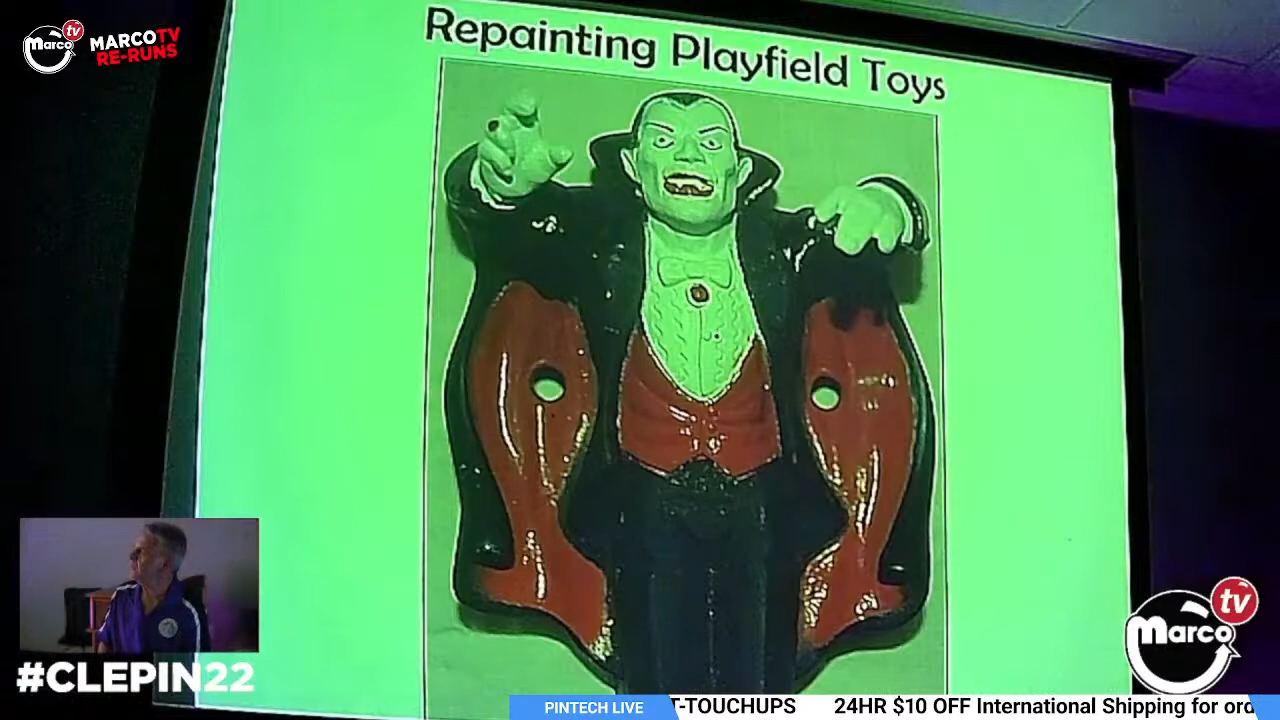 Marco
tv
MARCOTV
RE-RUNS
Repainting Playfield Toys
#CLEPIN22
Marco
tv
PINTECH LIVE
T-TOUCHUPS 24HR $10 OFF International Shipping for ord